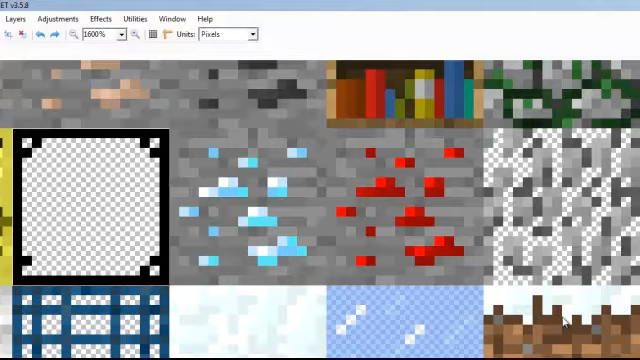 ET v3.5.8
Layers Adjustments Effects Utilities Window Help
1600% Units: Pixels